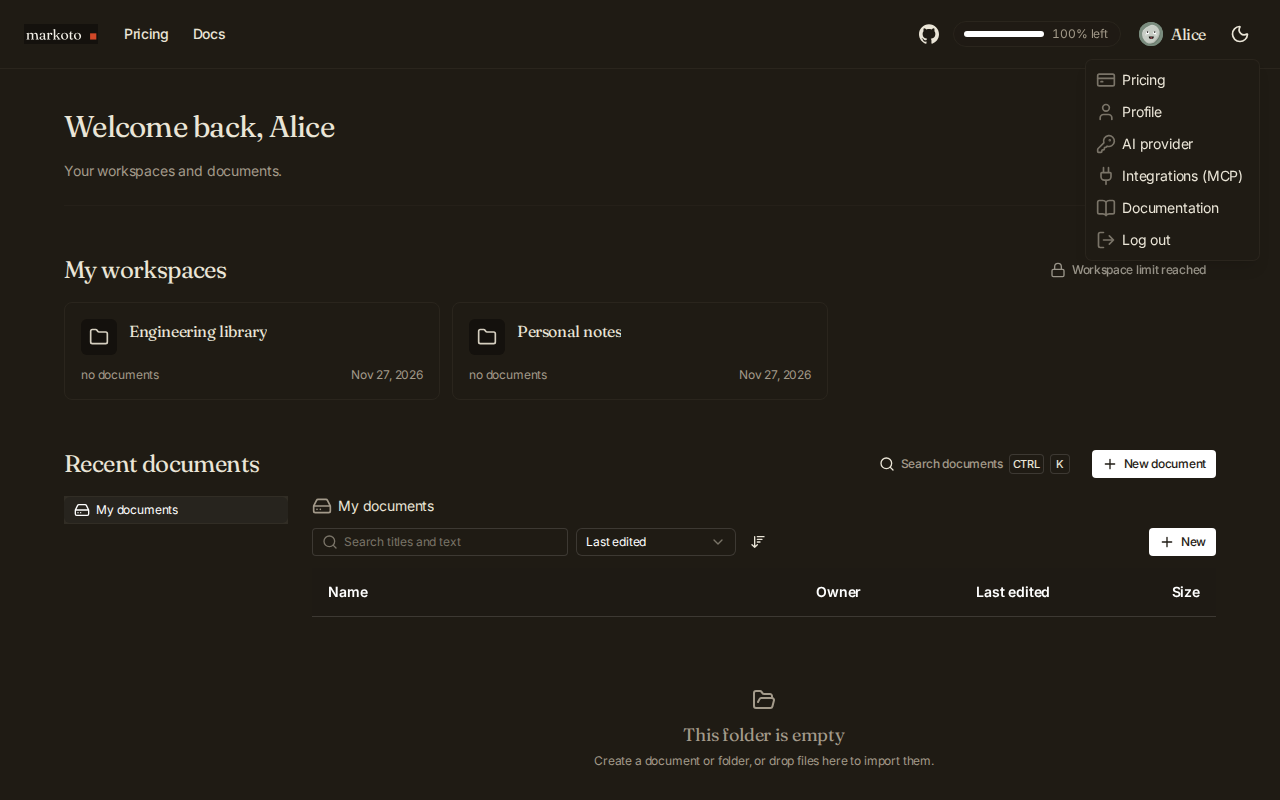 markoto
Pricing
Docs
100% left
Alice
Pricing
Profile
AI provider
Integrations (MCP)
Documentation
Log out
Welcome back, Alice
Your workspaces and documents.
My workspaces
Workspace limit reached
Engineering library
no documents
Nov 27, 2026
Personal notes
no documents
Nov 27, 2026
Recent documents
Search documents CTRL K
New document
My documents
My documents
Search titles and text
Last edited
New
Name
Owner
Last edited
Size
This folder is empty
Create a document or folder, or drop files here to import them.